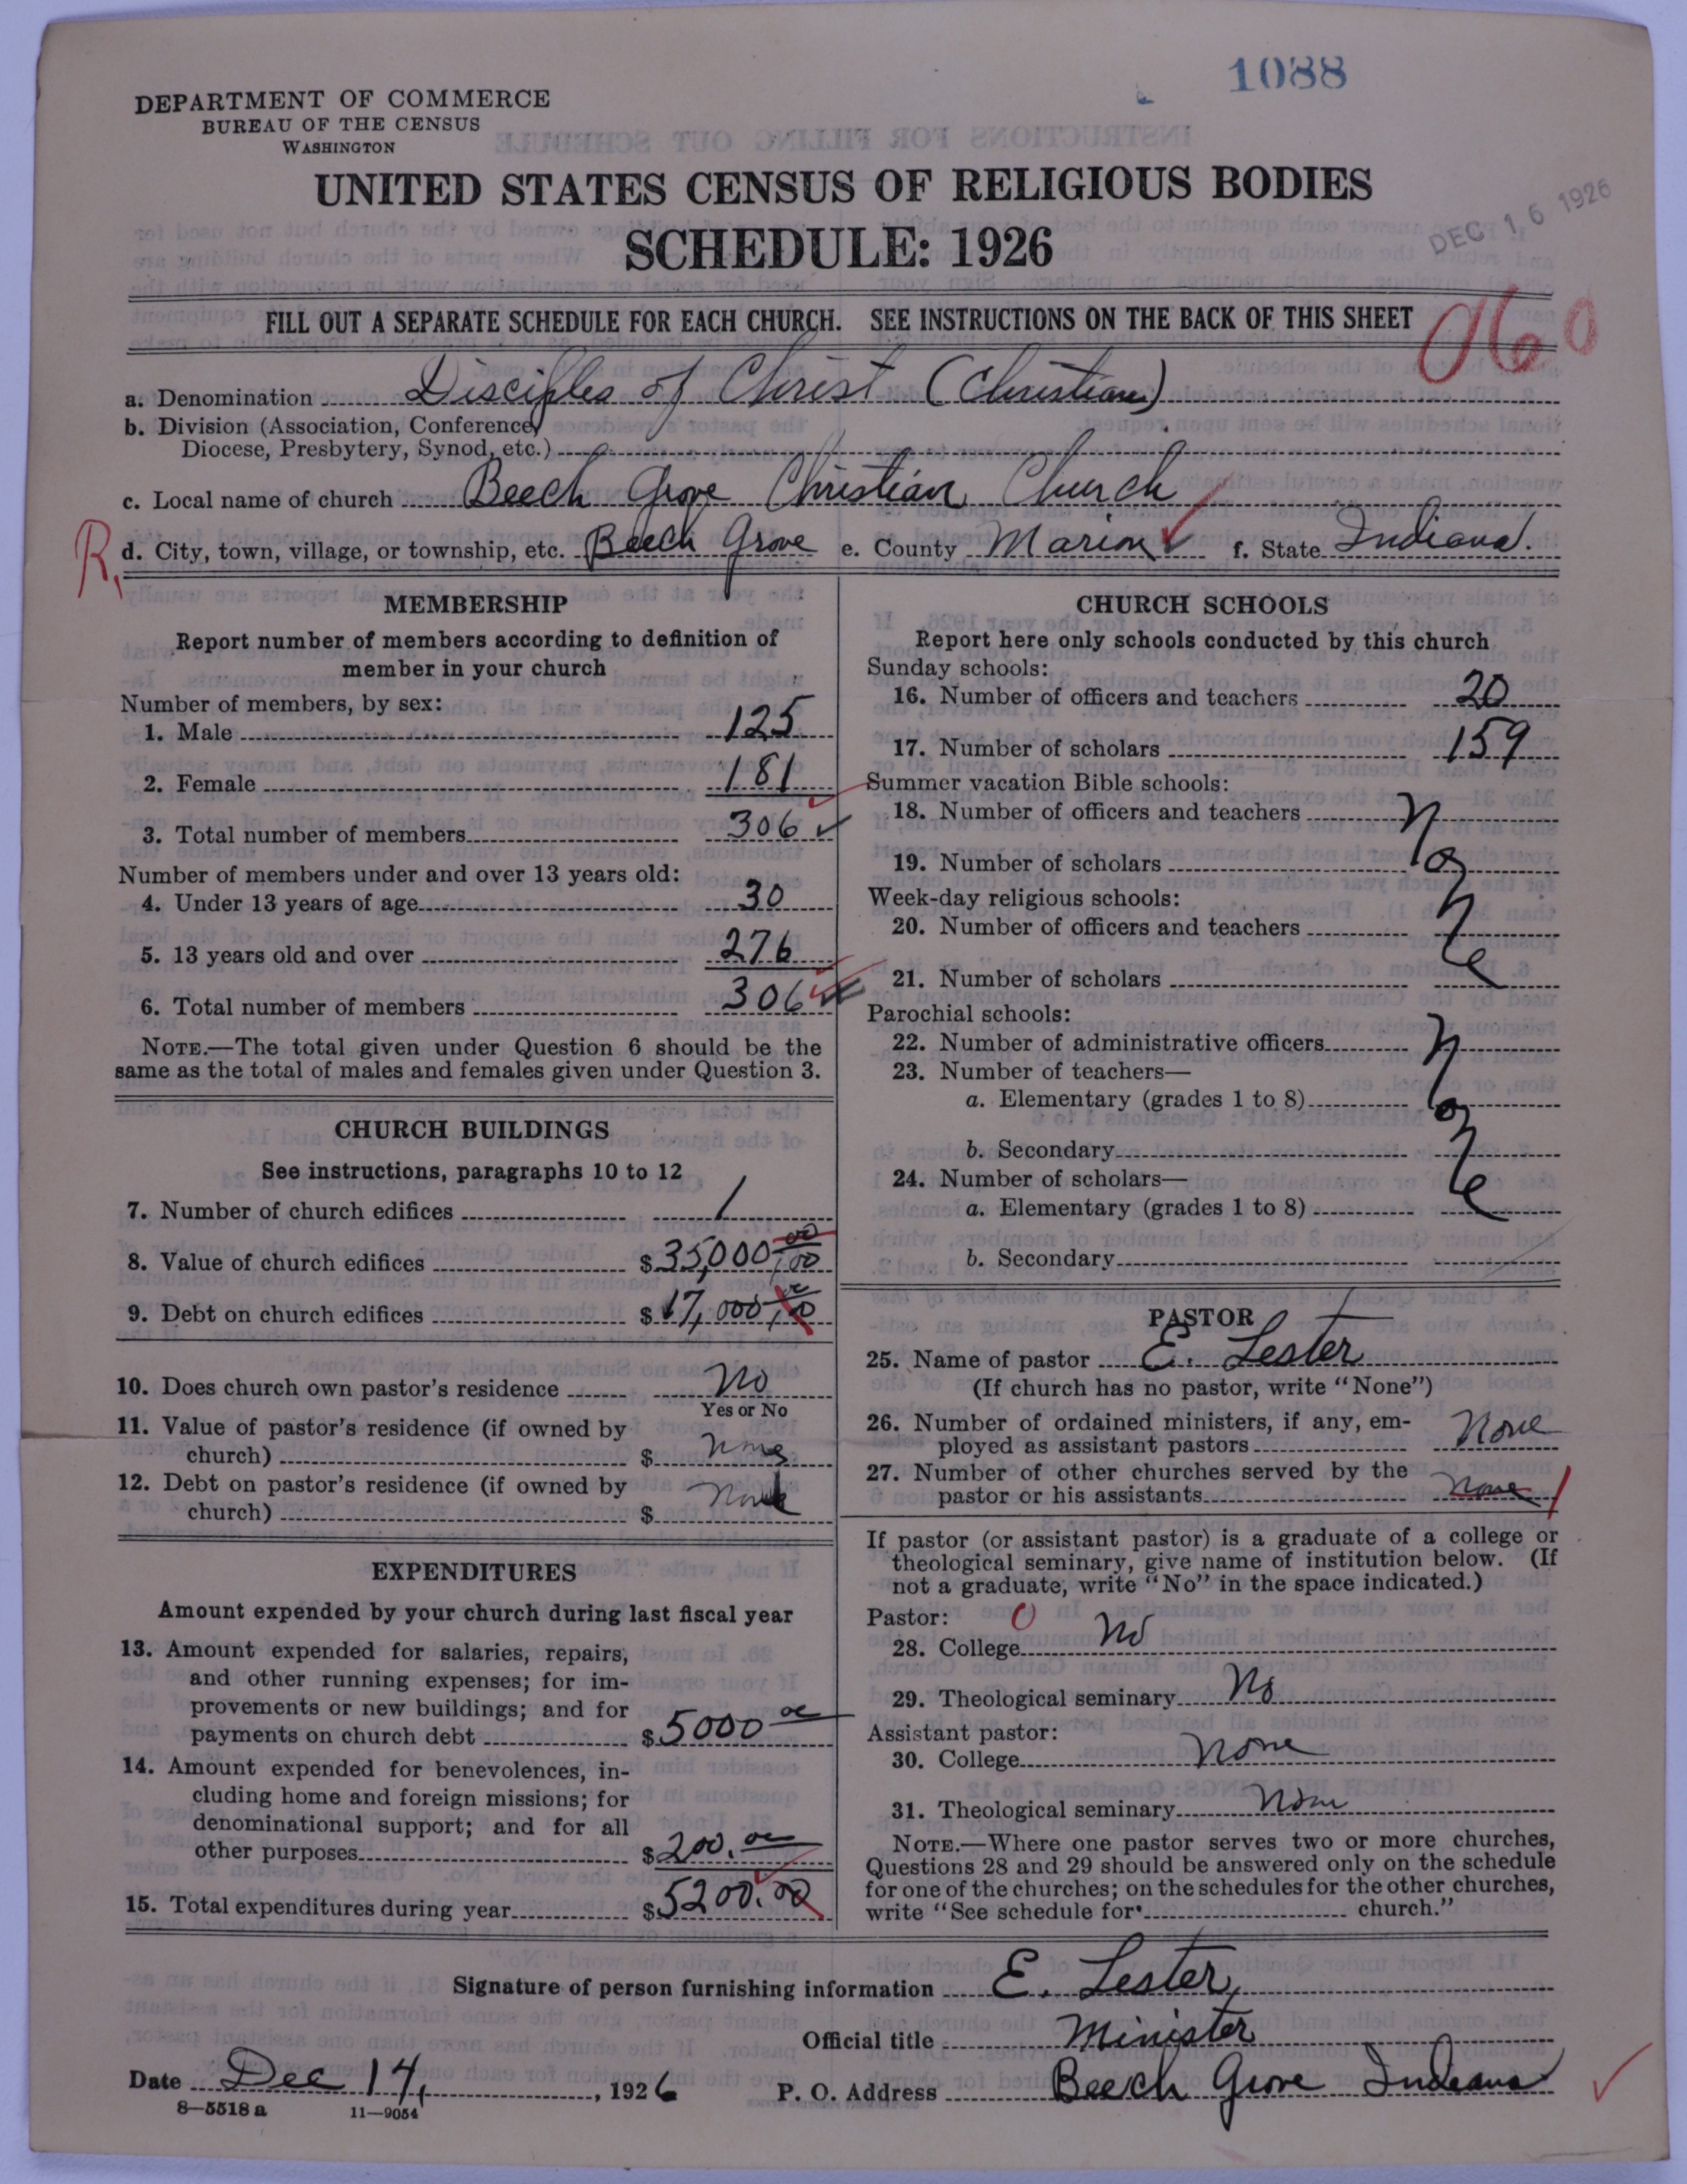 1088
DEPARTMENT OF COMMERCE
BUREAU OF THE CENSUS
WASHINGTON
UNITED STATES CENSUS OF RELIGIOUS BODIES
SCHEDULE: 1926
DEC 16 1926
FILL OUT A SEPARATE SCHEDULE FOR EACH CHURCH. SEE INSTRUCTIONS ON THE BACK OF THIS SHEET
060
a. Denomination Disciples of Christ (Christian)
b. Division (Association, Conference,
Diocese, Presbytery, Synod, etc.)
c. Local name of church Beech Grove Christian Church
R. d. City, town, village, or township, etc. Beech Grove e. County Marion f. State Indiana.
MEMBERSHIP
Report number of members according to definition of
member in your church
Number of members, by sex:
1. Male 125
2. Female 181
3. Total number of members 306
Number of members under and over 13 years old:
4. Under 13 years of age 30
5. 13 years old and over 276
6. Total number of members 306
NOTE.—The total given under Question 6 should be the
same as the total of males and females given under Question 3.
CHURCH BUILDINGS
See instructions, paragraphs 10 to 12
7. Number of church edifices 1
8. Value of church edifices $35,000.00
9. Debt on church edifices $17,000.00
10. Does church own pastor's residence No
Yes or No
11. Value of pastor's residence (if owned by
church) $ none
12. Debt on pastor's residence (if owned by
church) $ none
EXPENDITURES
Amount expended by your church during last fiscal year
13. Amount expended for salaries, repairs,
and other running expenses; for im-
provements or new buildings; and for
payments on church debt $5000 00
14. Amount expended for benevolences, in-
cluding home and foreign missions; for
denominational support; and for all
other purposes $200.00
15. Total expenditures during year $5200.00
CHURCH SCHOOLS
Report here only schools conducted by this church
Sunday schools:
16. Number of officers and teachers 20
17. Number of scholars 159
Summer vacation Bible schools:
18. Number of officers and teachers None
19. Number of scholars
Week-day religious schools:
20. Number of officers and teachers
21. Number of scholars
Parochial schools:
22. Number of administrative officers None
23. Number of teachers—
a. Elementary (grades 1 to 8)
b. Secondary
24. Number of scholars—
a. Elementary (grades 1 to 8)
b. Secondary
PASTOR
25. Name of pastor E. Lester
(If church has no pastor, write "None")
26. Number of ordained ministers, if any, em-
ployed as assistant pastors None
27. Number of other churches served by the
pastor or his assistants None 1
If pastor (or assistant pastor) is a graduate of a college or
theological seminary, give name of institution below. (If
not a graduate, write "No" in the space indicated.)
Pastor: 0
28. College No
29. Theological seminary No
Assistant pastor:
30. College None
31. Theological seminary None
NOTE.—Where one pastor serves two or more churches,
Questions 28 and 29 should be answered only on the schedule
for one of the churches; on the schedules for the other churches,
write "See schedule for church."
Signature of person furnishing information E. Lester
Official title Minister
Date Dec 14, 1926 P. O. Address Beech Grove Indiana
8—5518 a 11—9054